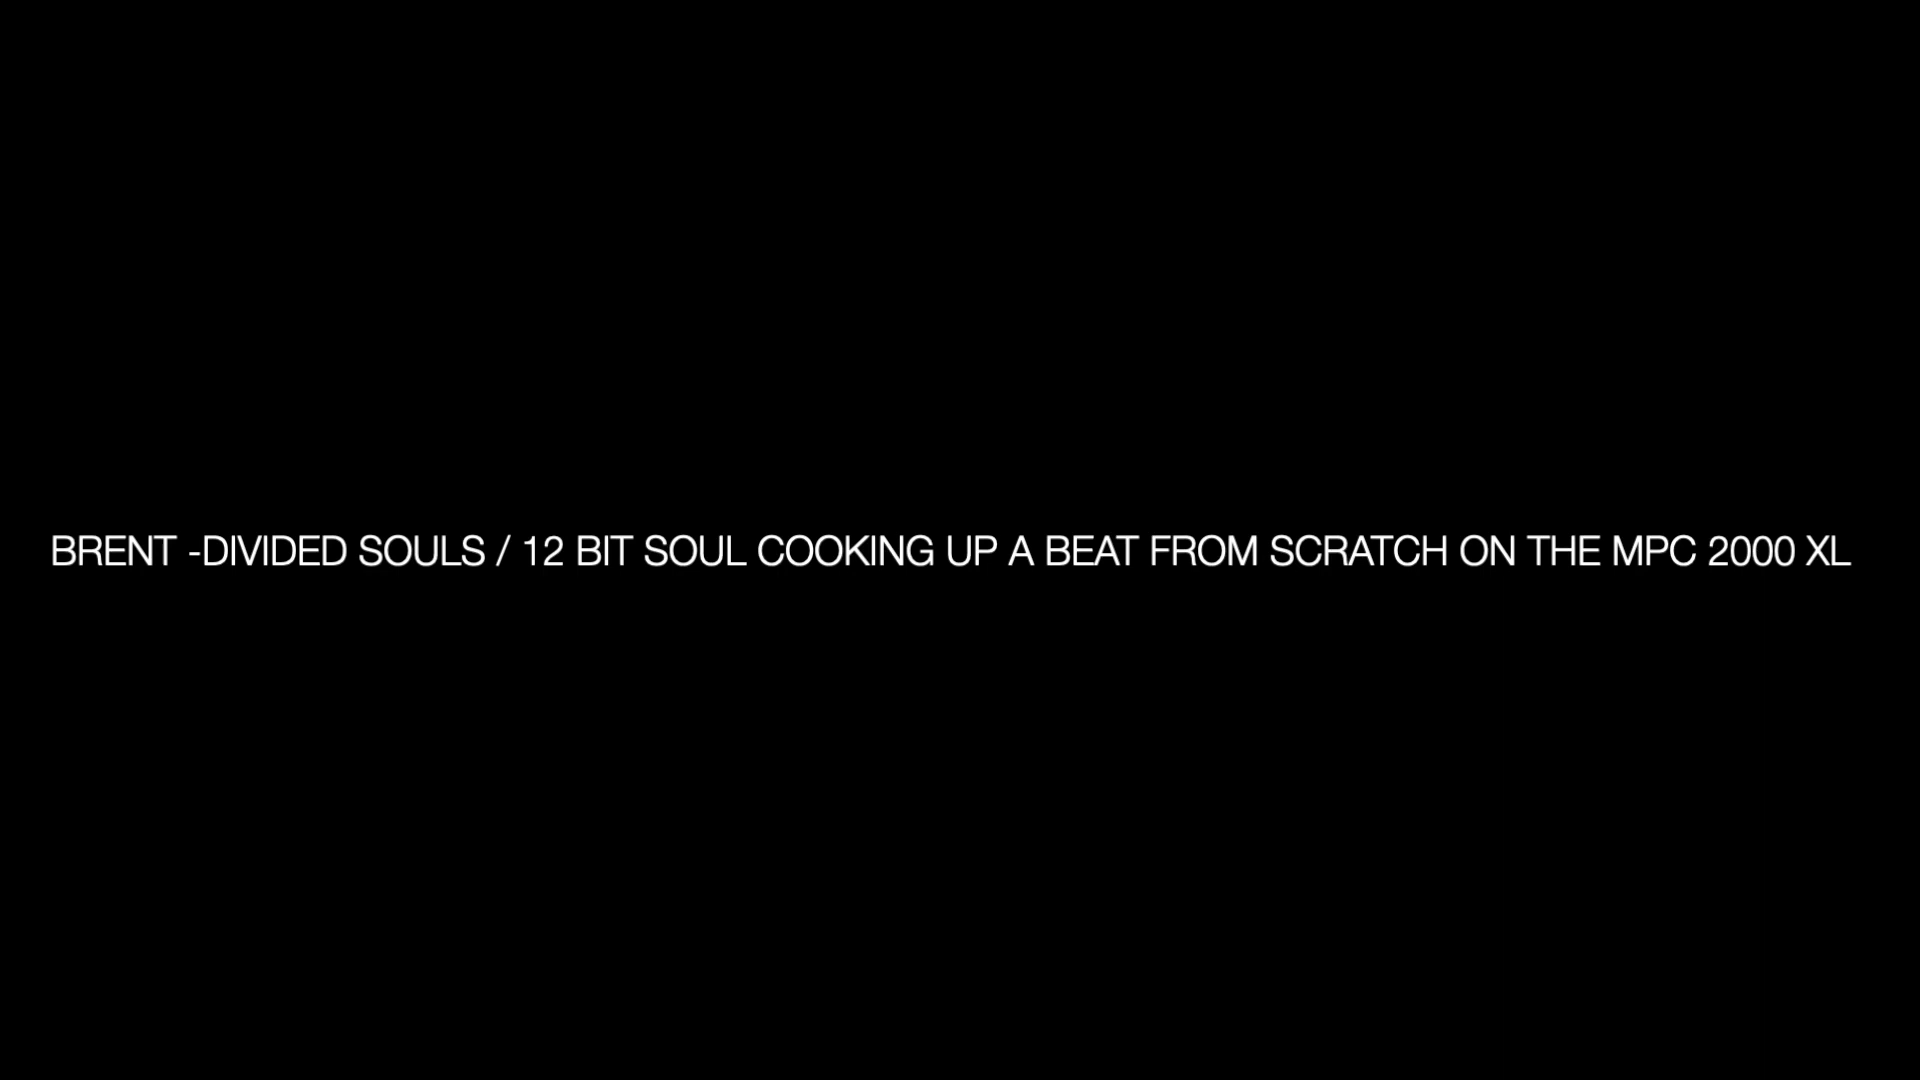 BRENT -DIVIDED SOULS / 12 BIT SOUL COOKING UP A BEAT FROM SCRATCH ON THE MPC 2000 XL